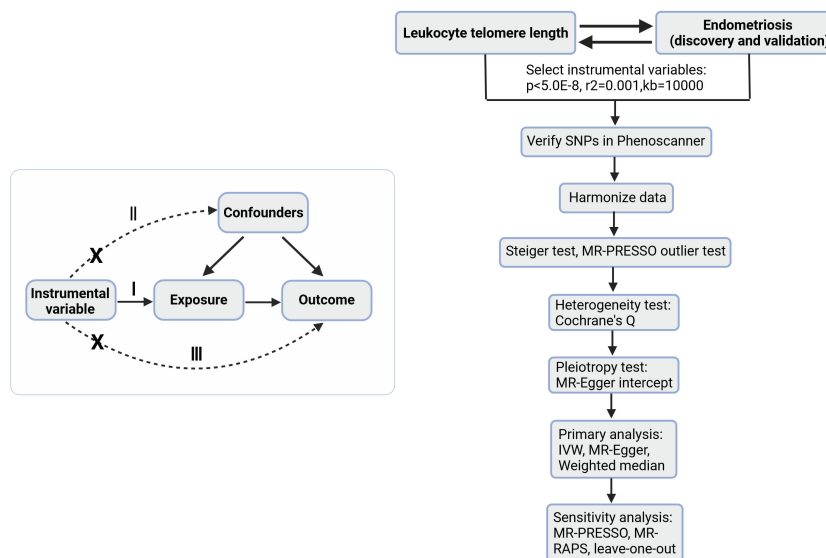 Leukocyte telomere length
Endometriosis
(discovery and validation)
Select instrumental variables:
p<5.0E-8, r2=0.001,kb=10000
Verify SNPs in Phenoscanner
Harmonize data
Steiger test, MR-PRESSO outlier test
Heterogeneity test:
Cochrane's Q
Pleiotropy test:
MR-Egger intercept
Primary analysis:
IVW, MR-Egger,
Weighted median
Sensitivity analysis:
MR-PRESSO, MR-
RAPS, leave-one-out
II
Confounders
X
I
Instrumental
variable
Exposure
Outcome
X
III